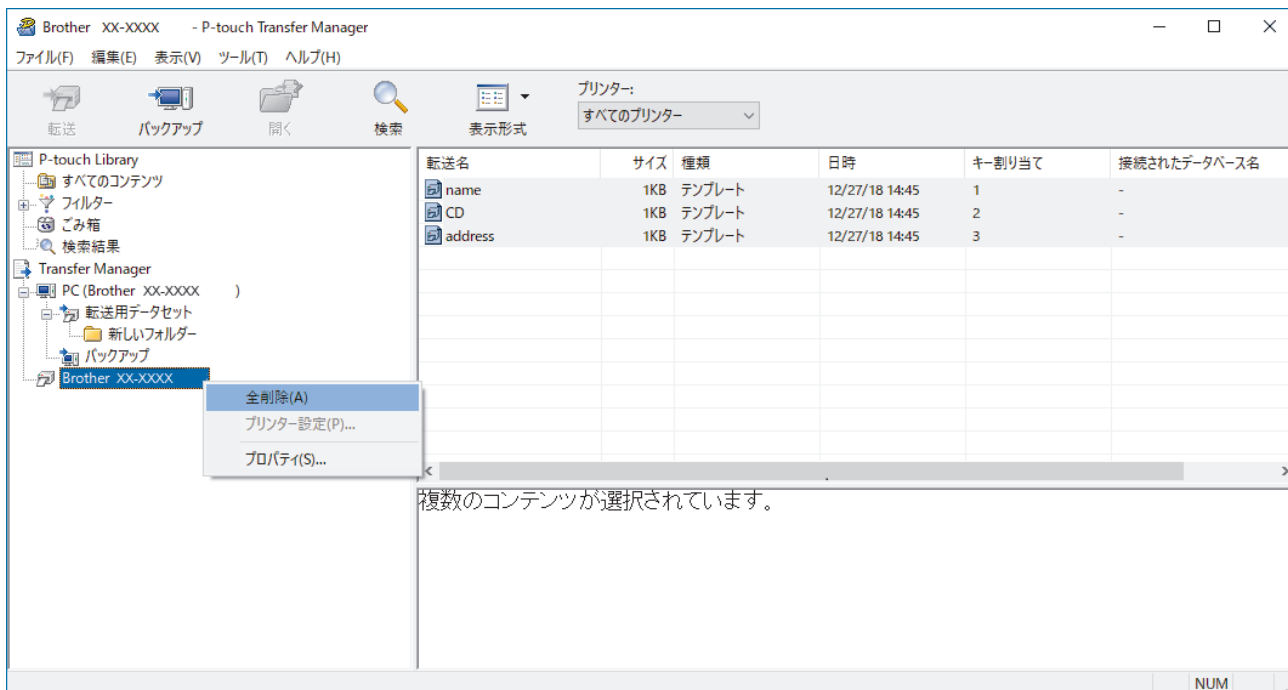 Brother XX-XXXX - P-touch Transfer Manager
ファイル(F) 編集(E) 表示(V) ツール(T) ヘルプ(H)
転送 バックアップ 開く 検索 表示形式
プリンター:
すべてのプリンター
P-touch Library
すべてのコンテンツ
フィルター
ごみ箱
検索結果
Transfer Manager
PC (Brother XX-XXXX )
転送用データセット
新しいフォルダー
バックアップ
Brother XX-XXXX
全削除(A)
プリンター設定(P)...
プロパティ(S)...
転送名 サイズ 種類 日時 キー割り当て 接続されたデータベース名
name 1KB テンプレート 12/27/18 14:45 1 -
CD 1KB テンプレート 12/27/18 14:45 2 -
address 1KB テンプレート 12/27/18 14:45 3 -
複数のコンテンツが選択されています。
NUM